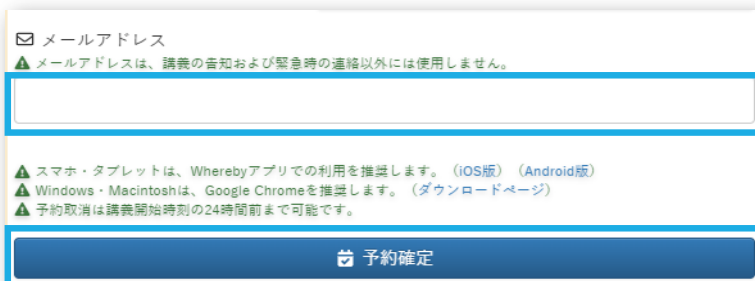 メールアドレス
メールアドレスは、講義の告知および緊急時の連絡以外には使用しません。
スマホ・タブレットは、Wherebyアプリでの利用を推奨します。（iOS版）（Android版）
Windows・Macintoshは、Google Chromeを推奨します。（ダウンロードページ）
予約取消は講義開始時刻の24時間前まで可能です。
予約確定